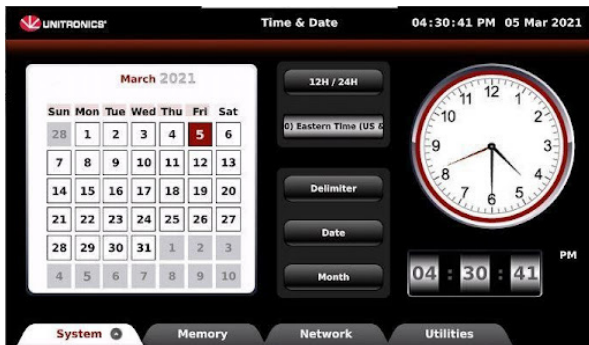 UNITRONICS
Time & Date
04:30:41 PM 05 Mar 2021
March 2021
Sun Mon Tue Wed Thu Fri Sat
28 1 2 3 4 5 6
7 8 9 10 11 12 13
14 15 16 17 18 19 20
21 22 23 24 25 26 27
28 29 30 31 1 2 3
4 5 6 7 8 9 10
12H / 24H
0) Eastern Time (US &
Delimiter
Date
Month
12
11 1
10 2
9 3
8 4
7 5
6
PM
04 : 30 : 41
System
Memory
Network
Utilities